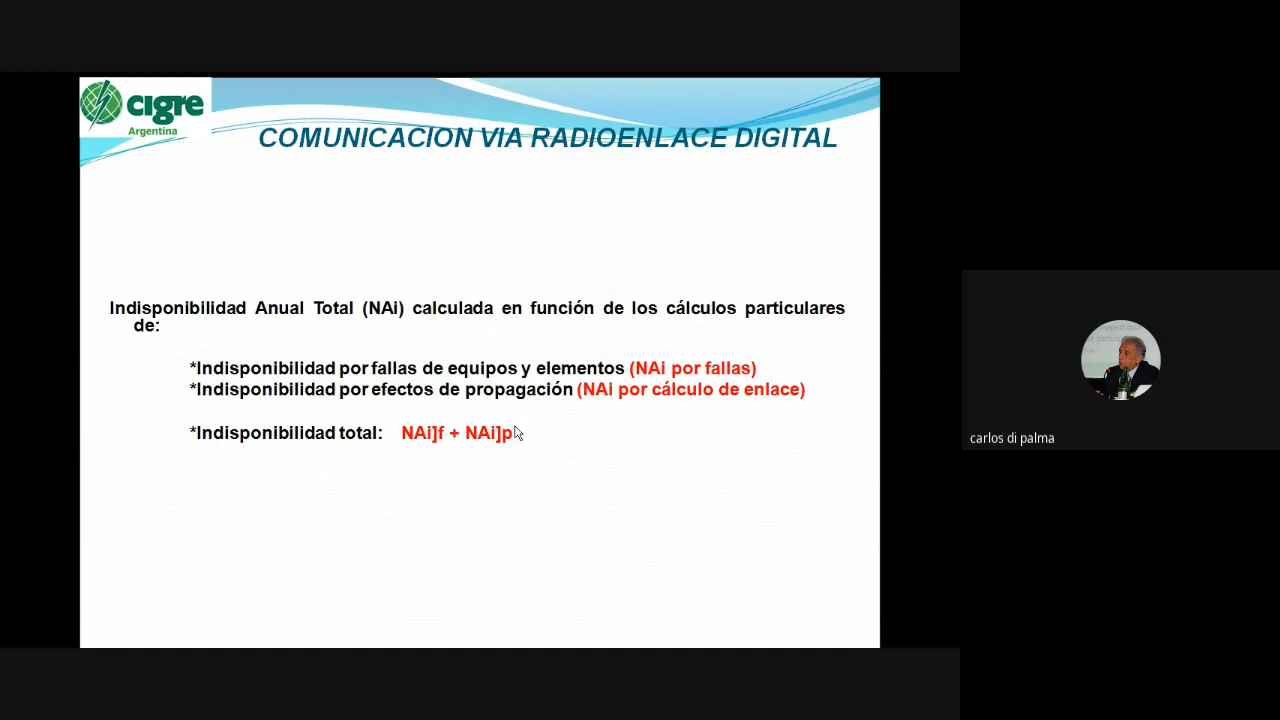 cigre
Argentina
COMUNICACION VIA RADIOENLACE DIGITAL
Indisponibilidad Anual Total (NAi) calculada en función de los cálculos particulares
de:
*Indisponibilidad por fallas de equipos y elementos (NAi por fallas)
*Indisponibilidad por efectos de propagación (NAi por cálculo de enlace)
*Indisponibilidad total: NAi]f + NAi]p
carlos di palma